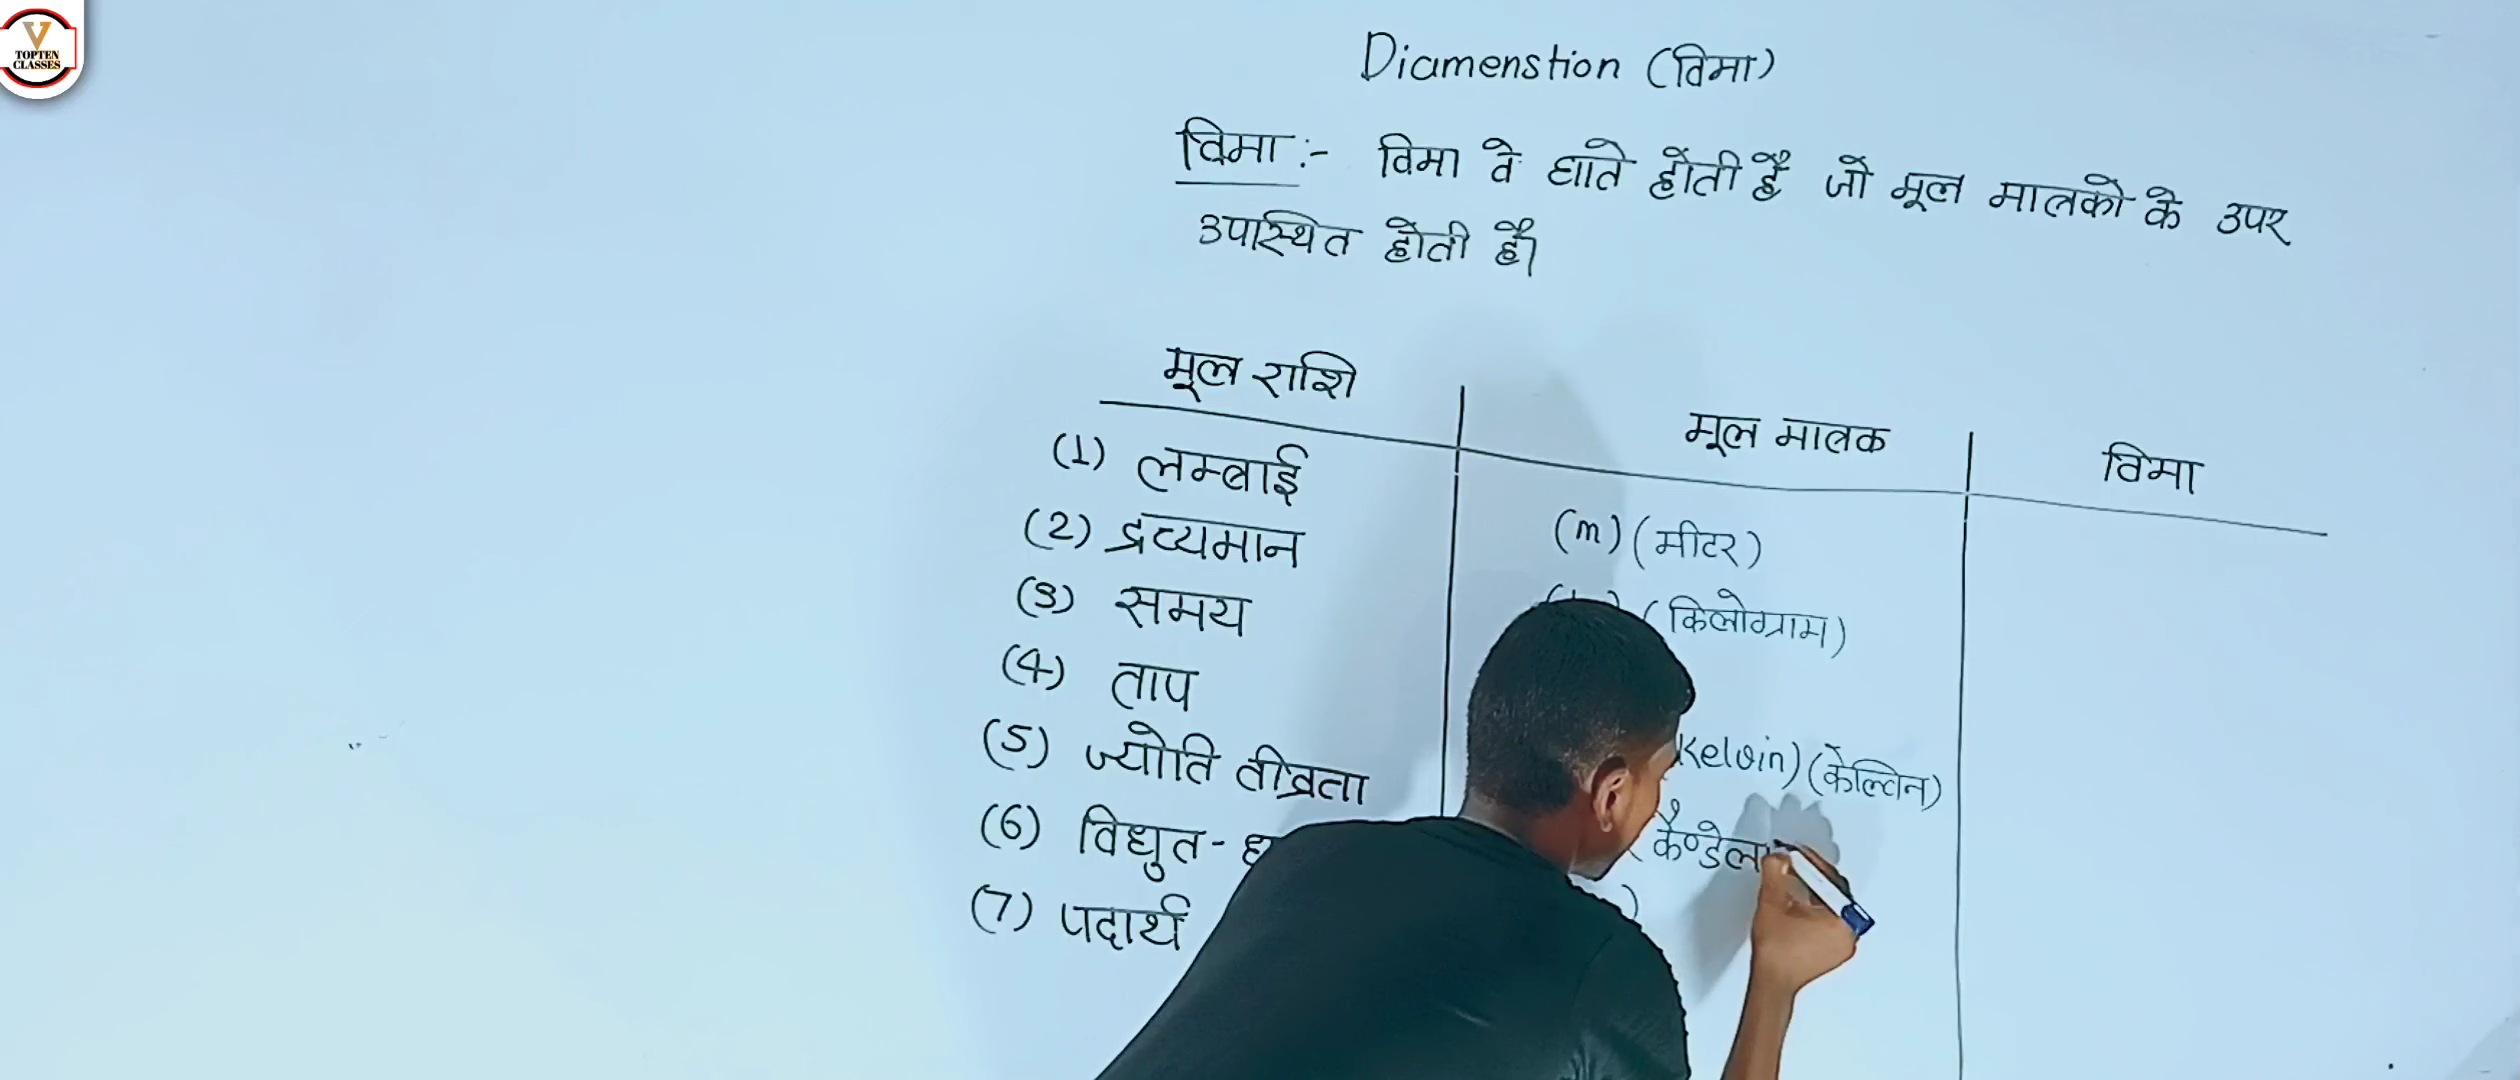 V
TOPTEN
CLASSES
Diamenstion (विमा)
विमा :- विमा वे घाते होती है जो मूल मात्रको के उपर
उपस्थित होती है।
मूल राशि
मूल मात्रक
विमा
(1) लम्बाई
(m) (मीटर)
(2) द्रव्यमान
(किलोग्राम)
(3) समय
(4) ताप
Kelvin) (केल्विन)
(5) ज्योति तीव्रता
(कैण्डेला
(6) विधुत-
(7) पदार्थ